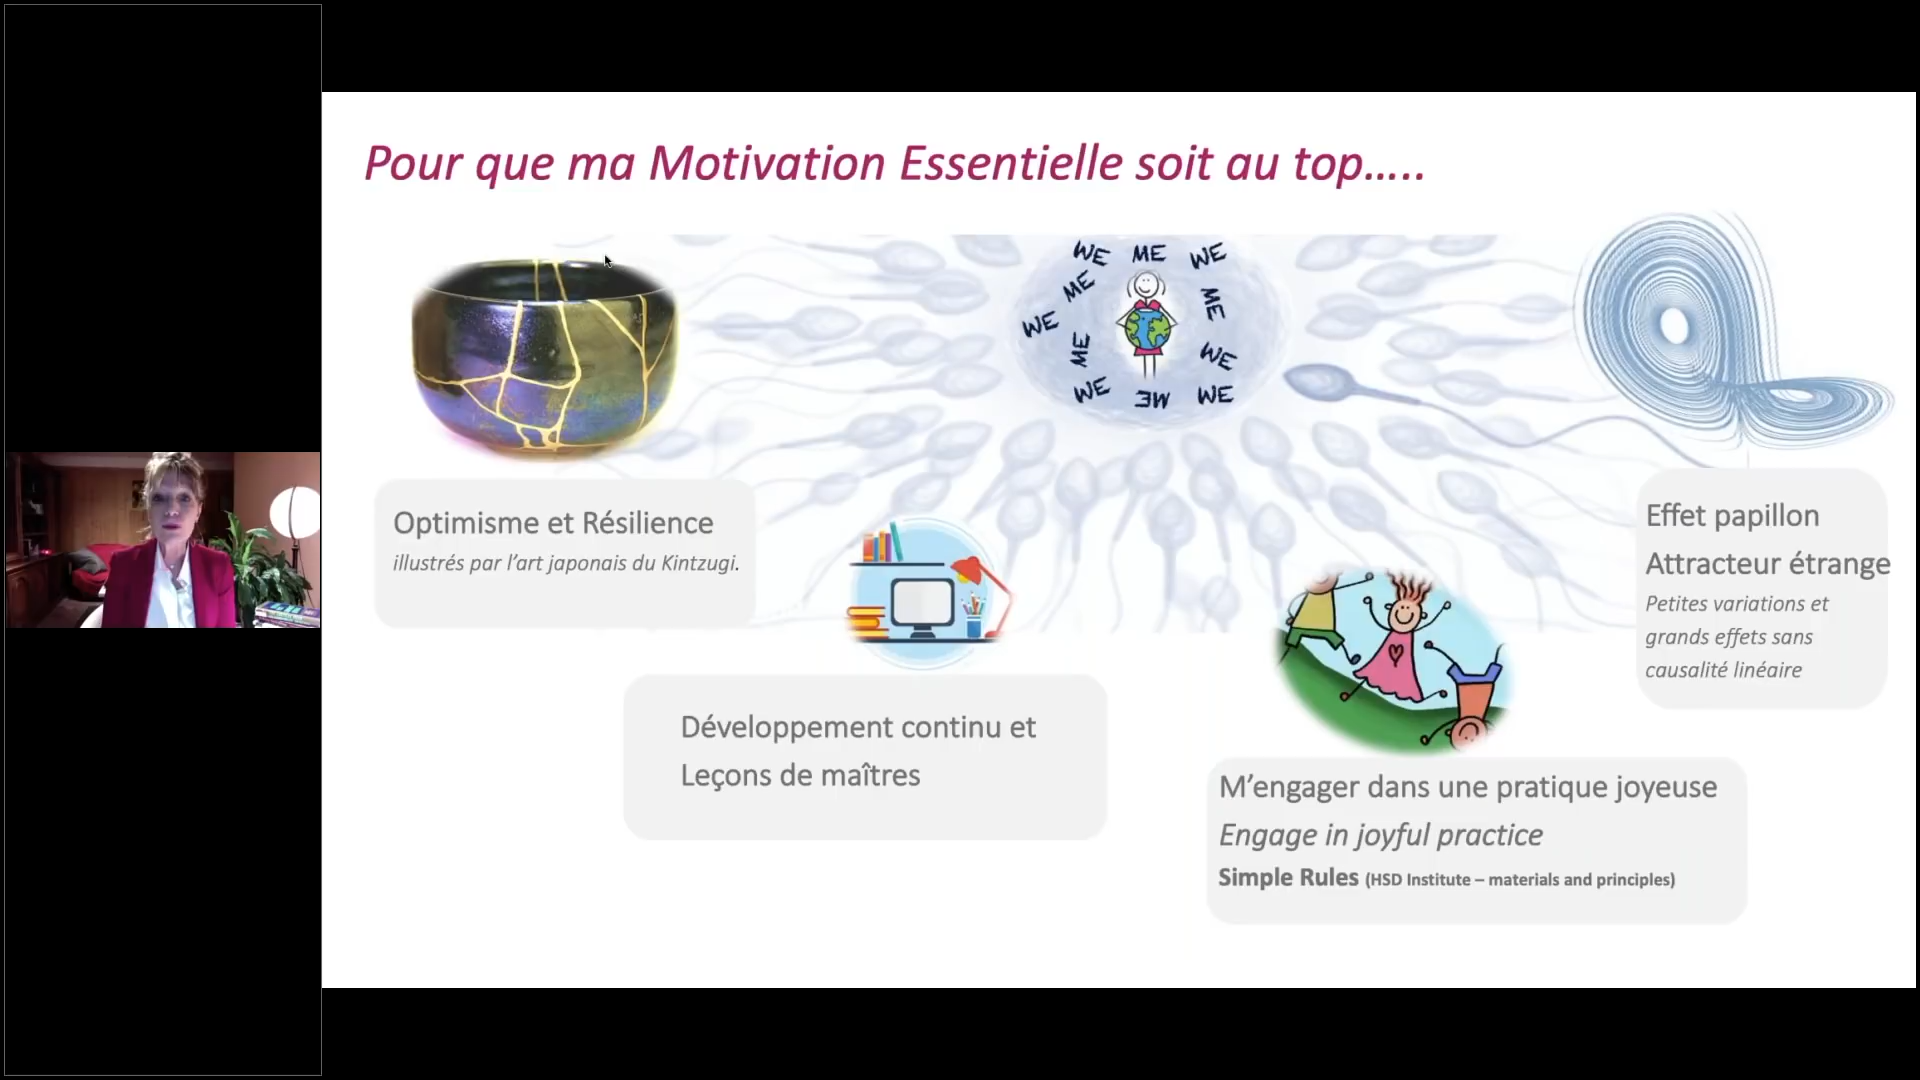 Pour que ma Motivation Essentielle soit au top…..
WE ME WE
ME ME
WE
ME WE
WE ME WE
Optimisme et Résilience
illustrés par l’art japonais du Kintzugi.
Développement continu et
Leçons de maîtres
M’engager dans une pratique joyeuse
Engage in joyful practice
Simple Rules (HSD Institute – materials and principles)
Effet papillon
Attracteur étrange
Petites variations et
grands effets sans
causalité linéaire